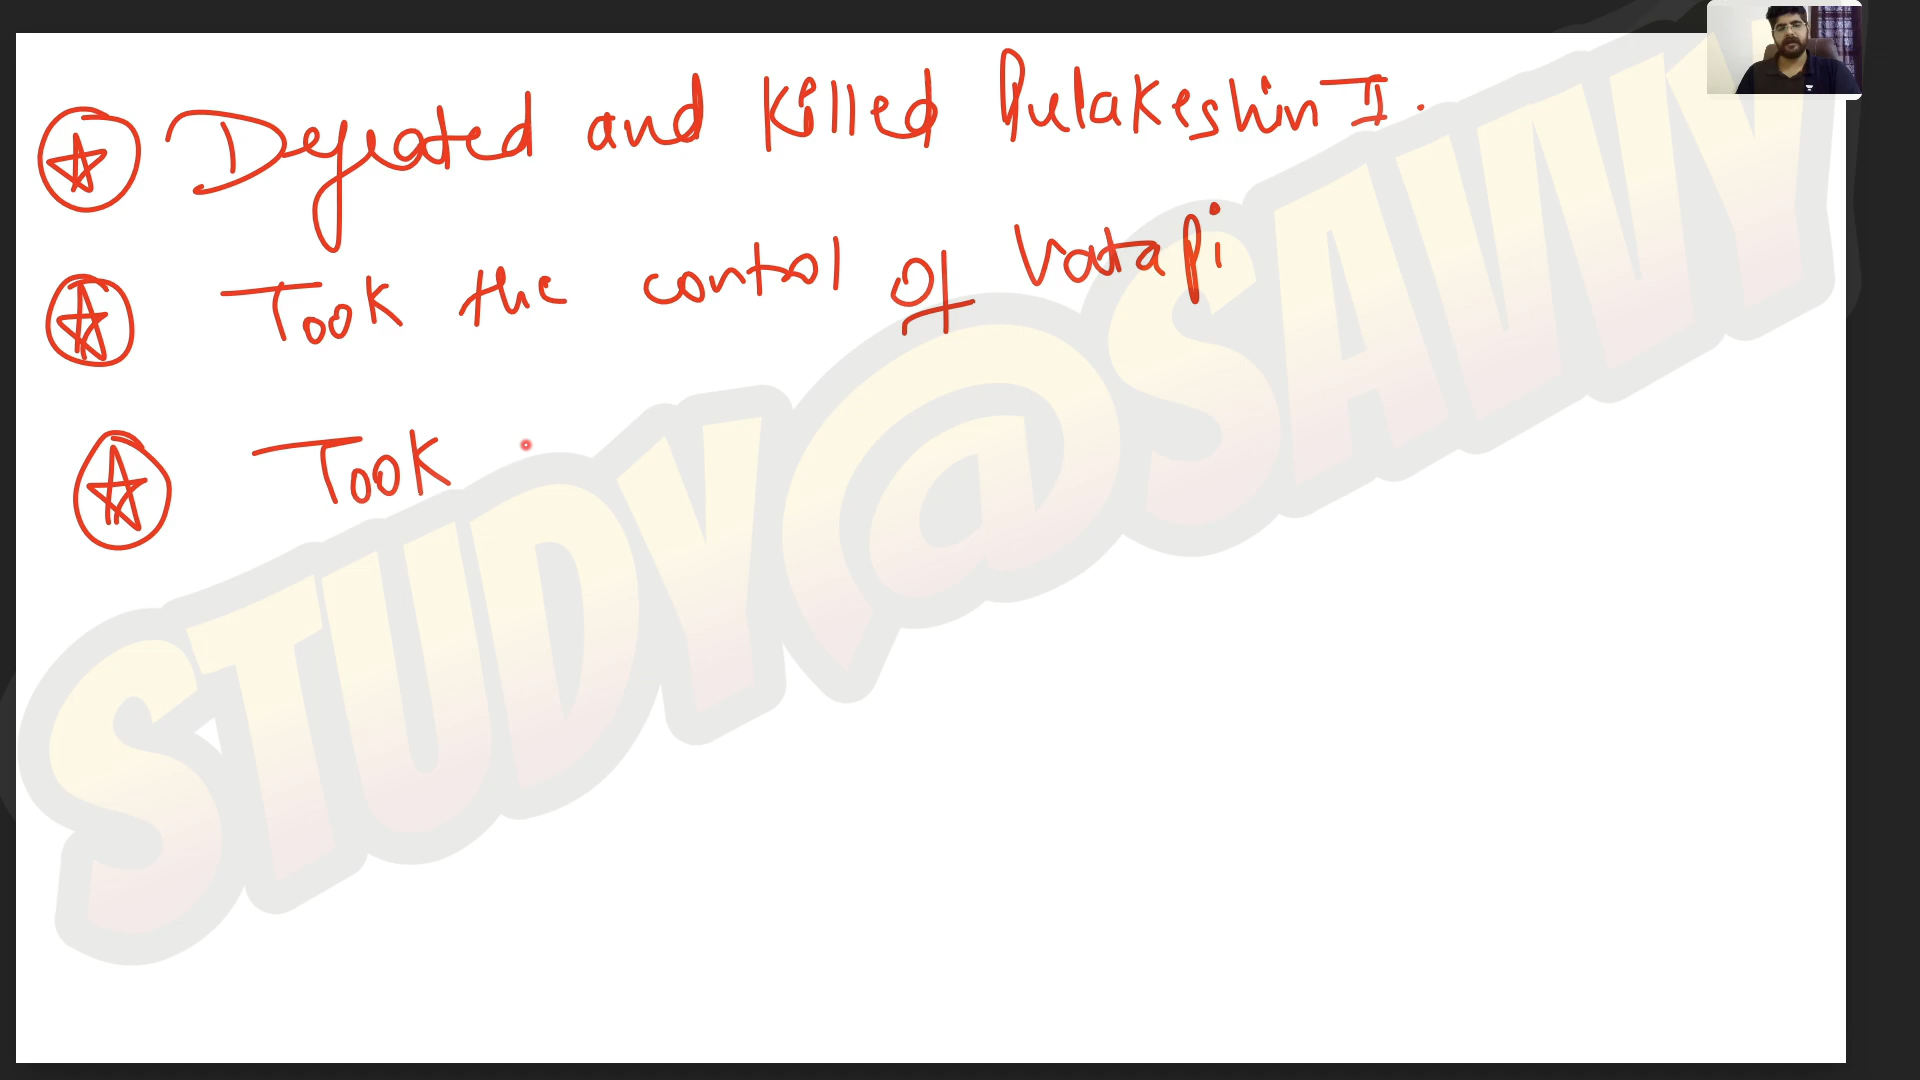 Defeated and killed Pulakeshin II.
Took the control of Vatapi
Took
STUDY@SAVVY